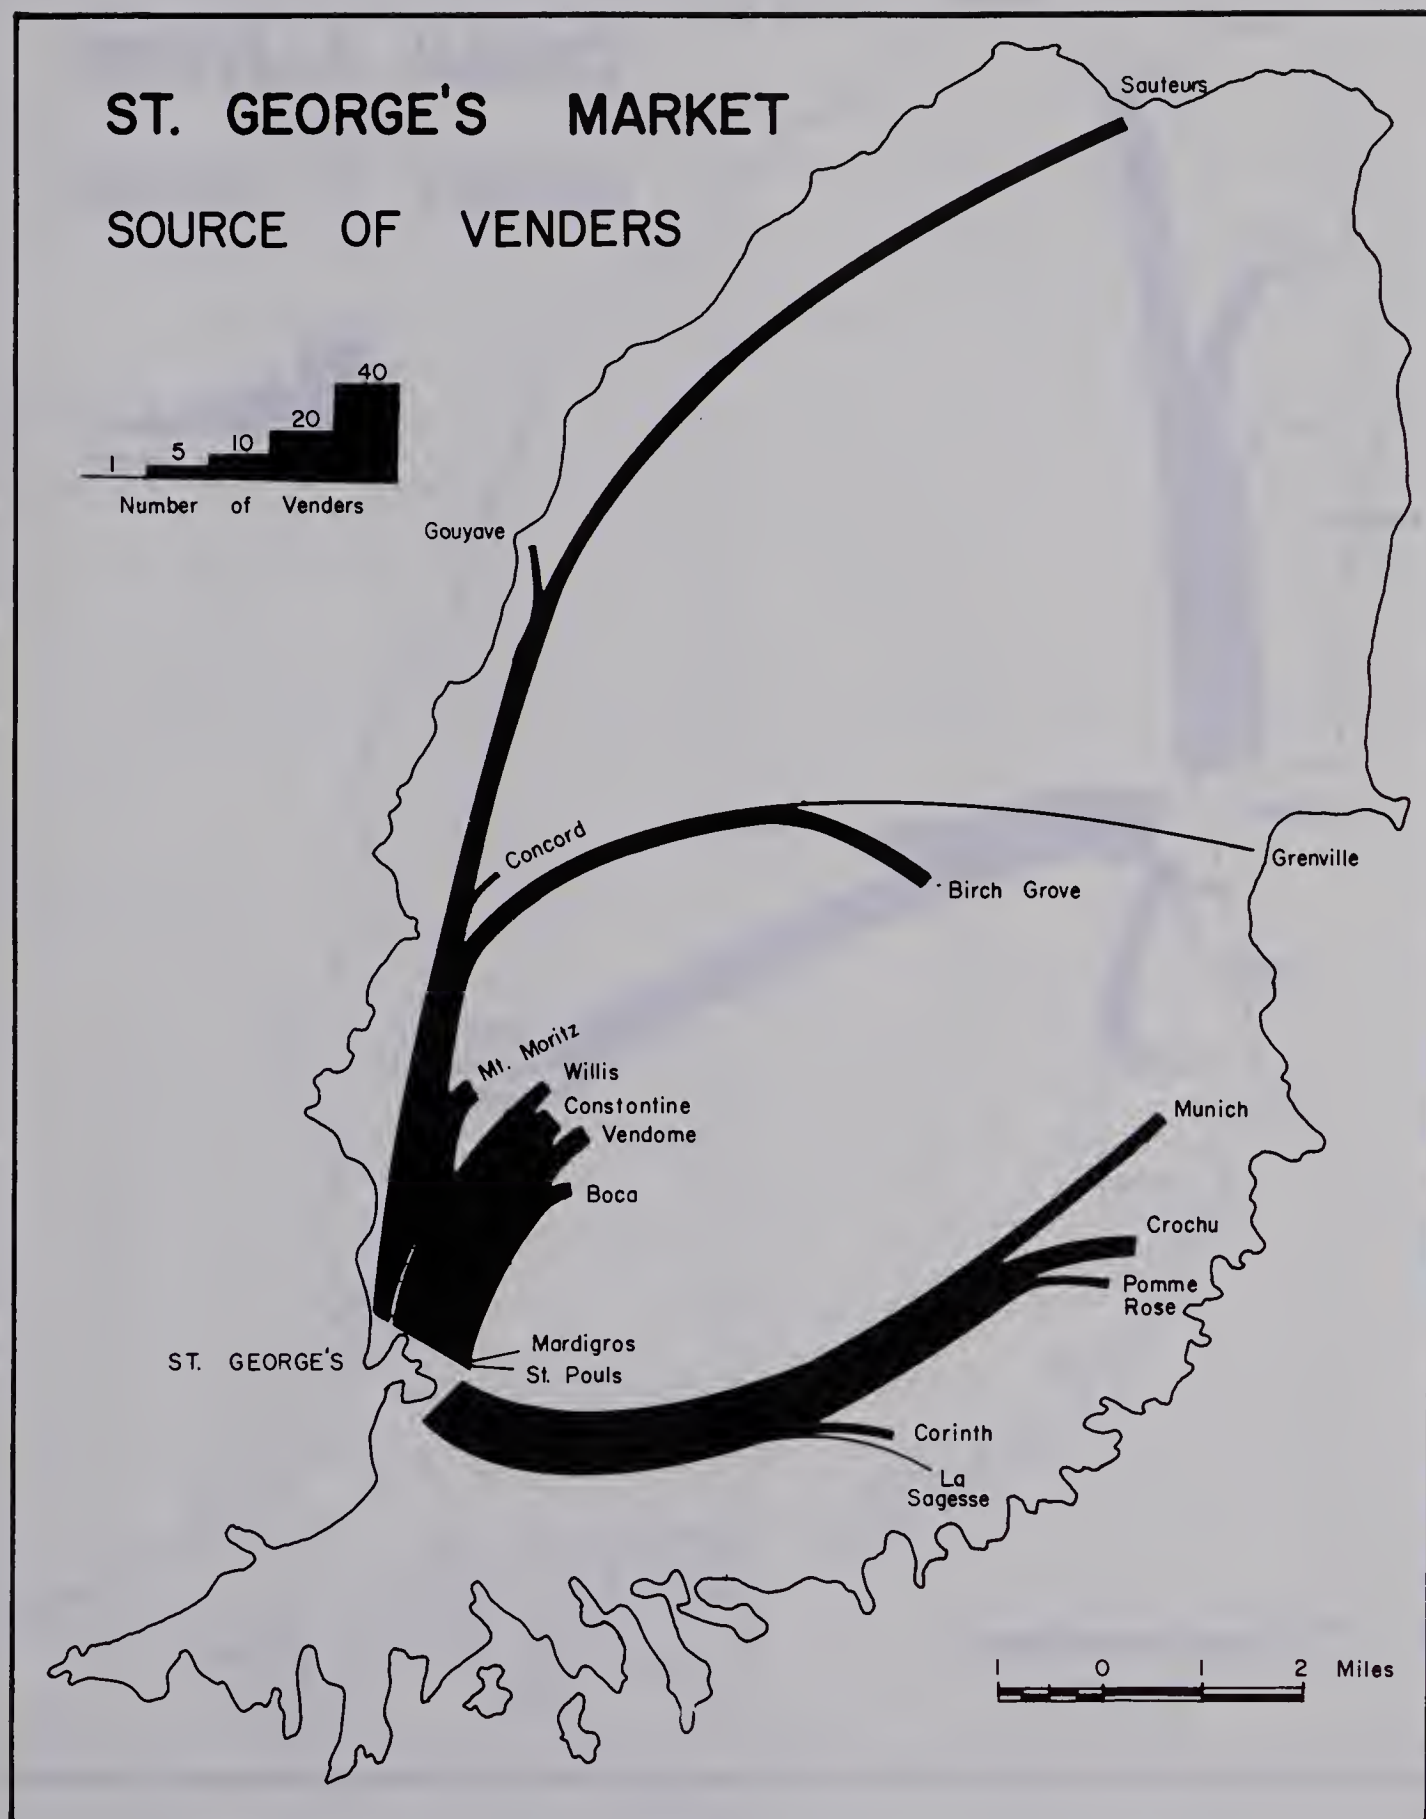 ST. GEORGE'S MARKET
SOURCE OF VENDERS
Sauteurs
40
20
10
5
1
Number of Venders
Gouyave
Concord
Grenville
Birch Grove
Mt. Moritz
Willis
Constontine
Vendome
Boca
Munich
Crochu
Pomme
Rose
Mardigros
St. Pouls
ST. GEORGE'S
Corinth
La
Sagesse
1 0 1 2 Miles